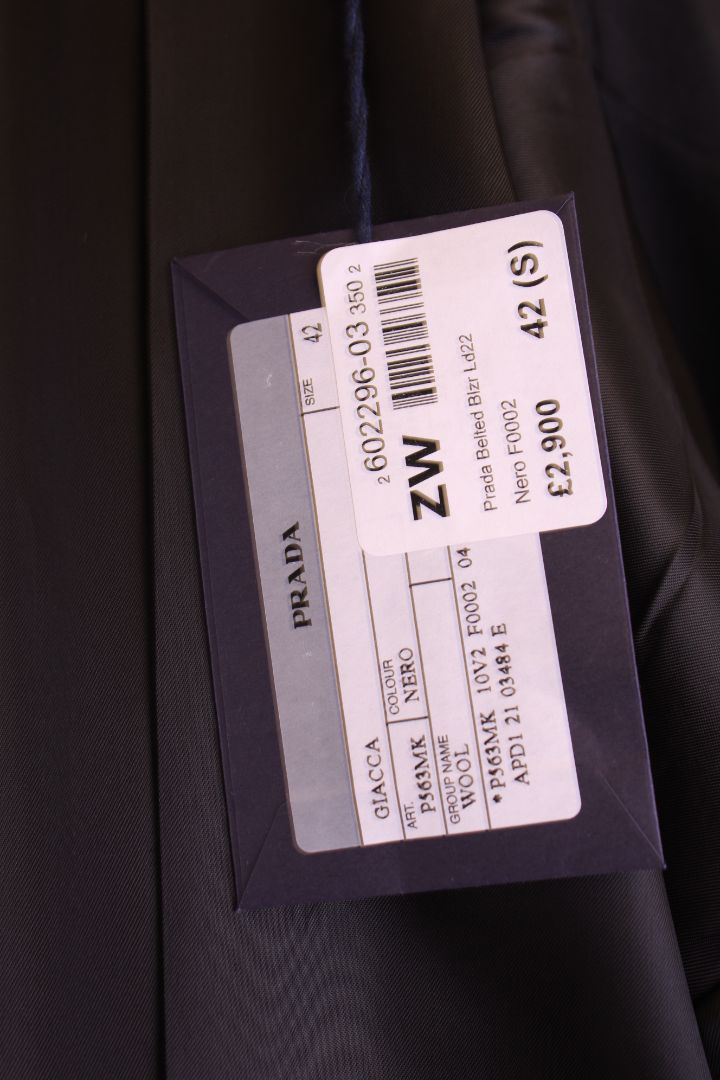 PRADA
SIZE 42
GIACCA
ART. COLOUR
P563MK NERO
GROUP NAME
WOOL
*P563MK 10V2 F0002 04
APD1 21 03484 E
2 602296-03 350 2
ZW
Prada Belted Blzr Ld22
Nero F0002
£2,900 42 (S)